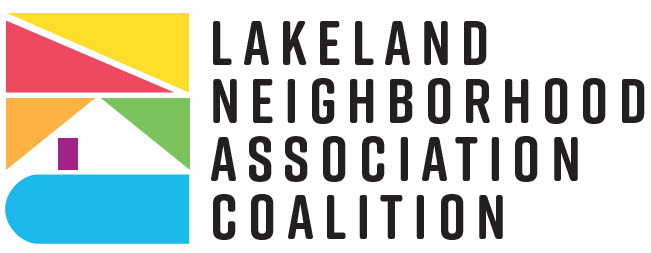 LAKELAND
NEIGHBORHOOD
ASSOCIATION
COALITION